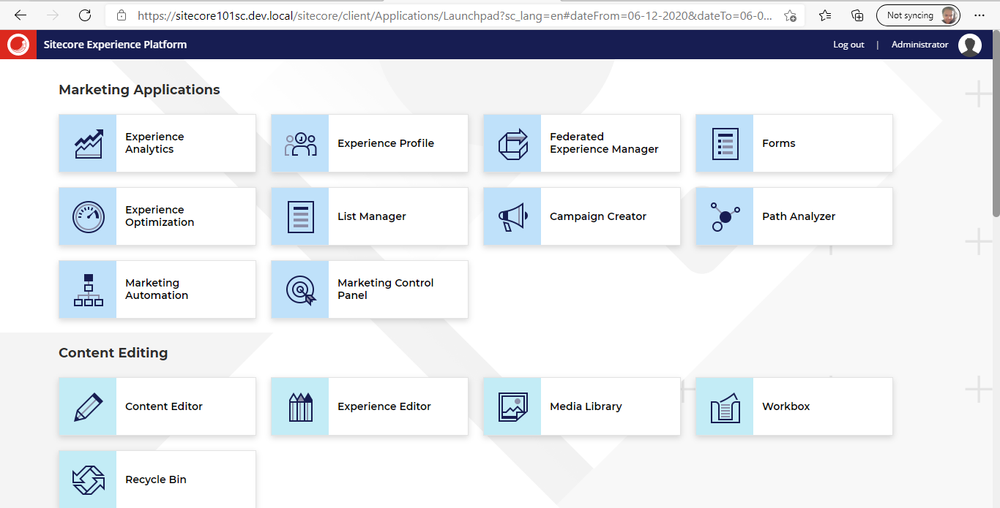 https://sitecore101sc.dev.local/sitecore/client/Applications/Launchpad?sc_lang=en#dateFrom=06-12-2020&dateTo=06-0...
Not syncing
Sitecore Experience Platform
Log out | Administrator
Marketing Applications
Experience
Analytics
Experience Profile
Federated
Experience Manager
Forms
Experience
Optimization
List Manager
Campaign Creator
Path Analyzer
Marketing
Automation
Marketing Control
Panel
Content Editing
Content Editor
Experience Editor
Media Library
Workbox
Recycle Bin